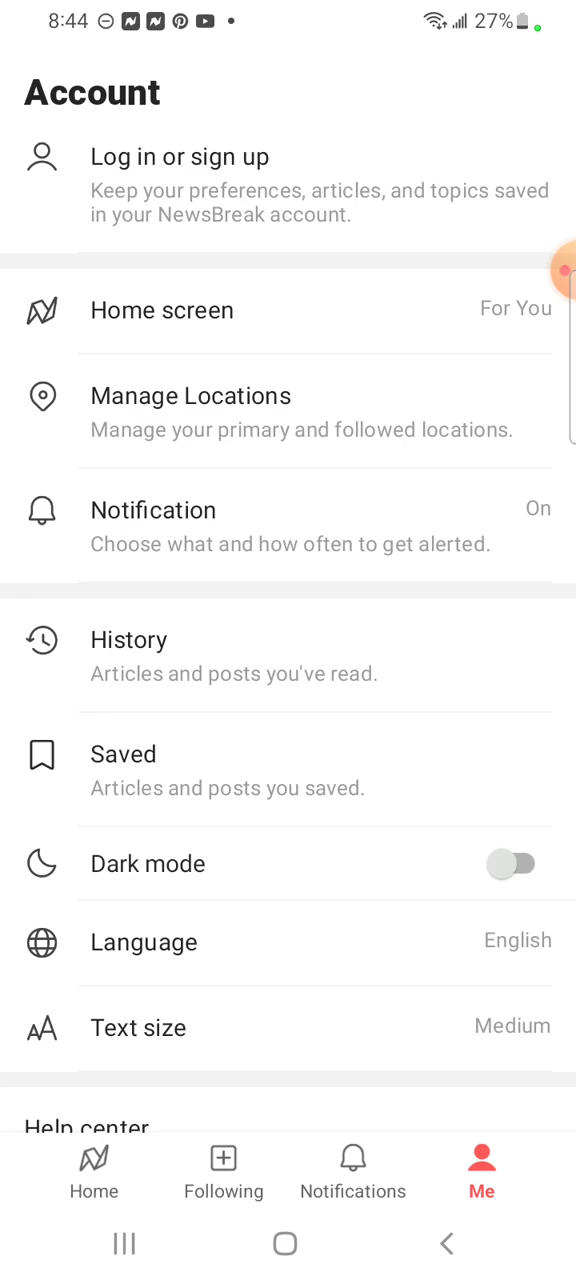 8:44
27%
Account
Log in or sign up
Keep your preferences, articles, and topics saved
in your NewsBreak account.
Home screen
For You
Manage Locations
Manage your primary and followed locations.
Notification
On
Choose what and how often to get alerted.
History
Articles and posts you've read.
Saved
Articles and posts you saved.
Dark mode
Language
English
Text size
Medium
Help center
Home
Following
Notifications
Me